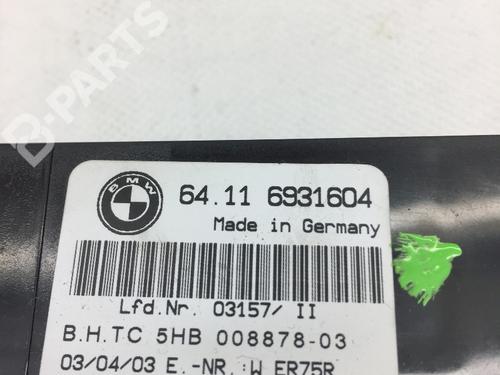 B-PARTS
BMW
64.11 6931604
Made in Germany
Lfd.Nr. 03157/ II
B.H.TC 5HB 008878-03
03/04/03 E.-NR.:W ER75R
B-PARTS